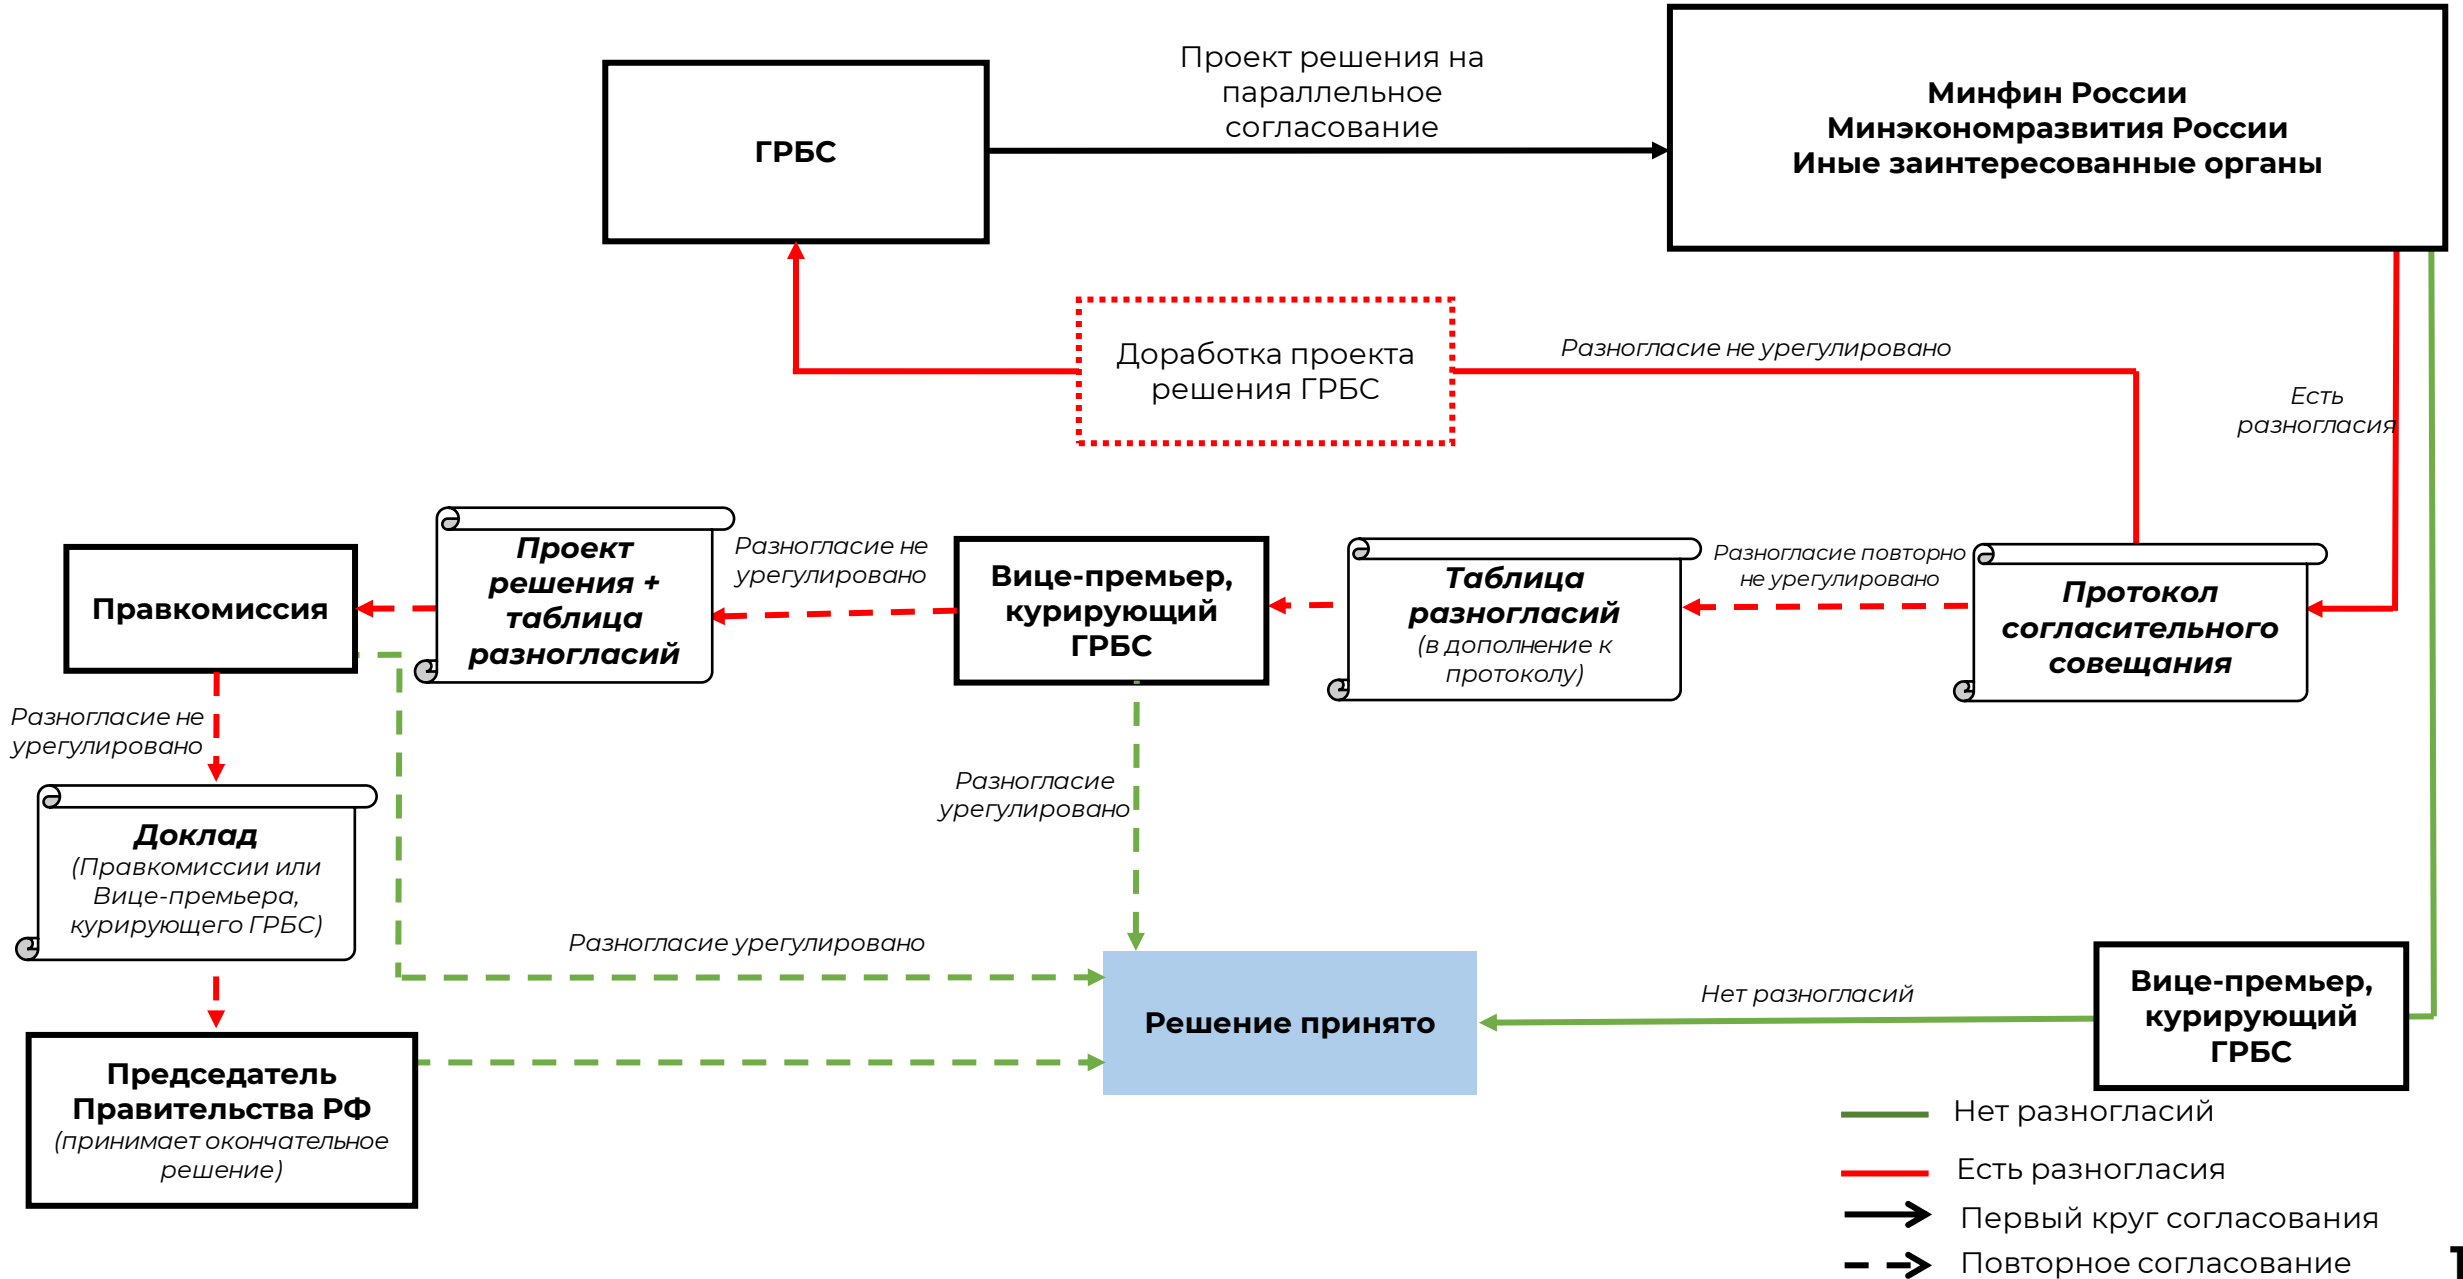 Проект решения на
параллельное
согласование
ГРБС
Минфин России
Минэкономразвития России
Иные заинтересованные органы
Доработка проекта
решения ГРБС
Разногласие не урегулировано
Есть
разногласия
Правкомиссия
Проект
решения +
таблица
разногласий
Разногласие не
урегулировано
Вице-премьер,
курирующий
ГРБС
Таблица
разногласий
(в дополнение к
протоколу)
Разногласие повторно
не урегулировано
Протокол
согласительного
совещания
Разногласие не
урегулировано
Разногласие
урегулировано
Доклад
(Правкомиссии или
Вице-премьера,
курирующего ГРБС)
Разногласие урегулировано
Решение принято
Нет разногласий
Вице-премьер,
курирующий
ГРБС
Председатель
Правительства РФ
(принимает окончательное
решение)
Нет разногласий
Есть разногласия
Первый круг согласования
Повторное согласование